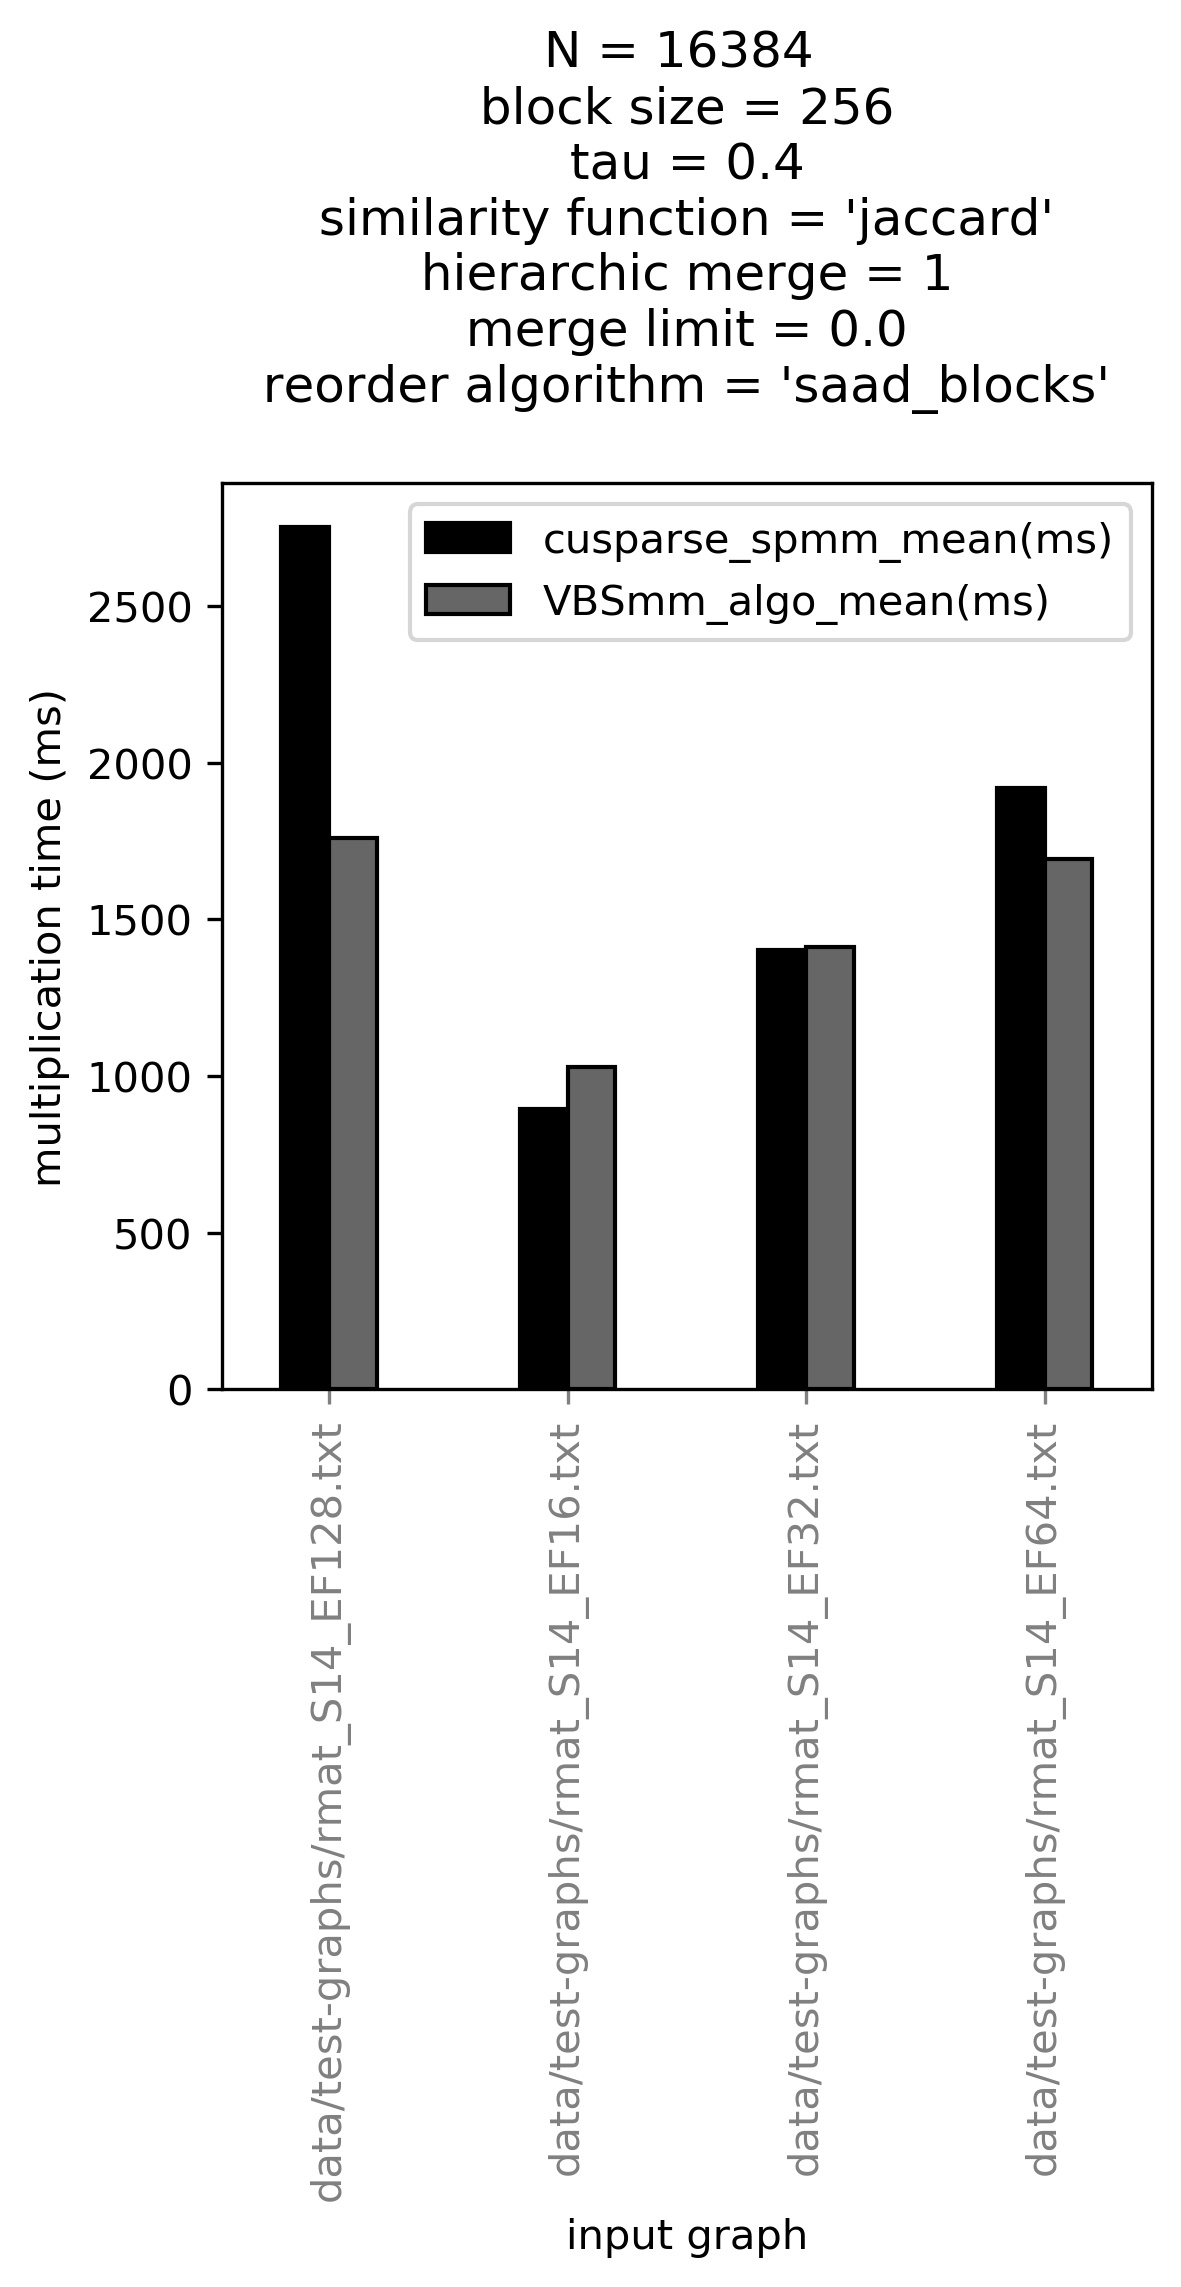 N = 16384
block size = 256
tau = 0.4
similarity function = 'jaccard'
hierarchic merge = 1
merge limit = 0.0
reorder algorithm = 'saad_blocks'
cusparse_spmm_mean(ms)
VBSmm_algo_mean(ms)
multiplication time (ms)
2500
2000
1500
1000
500
0
data/test-graphs/rmat_S14_EF128.txt
data/test-graphs/rmat_S14_EF16.txt
data/test-graphs/rmat_S14_EF32.txt
data/test-graphs/rmat_S14_EF64.txt
input graph